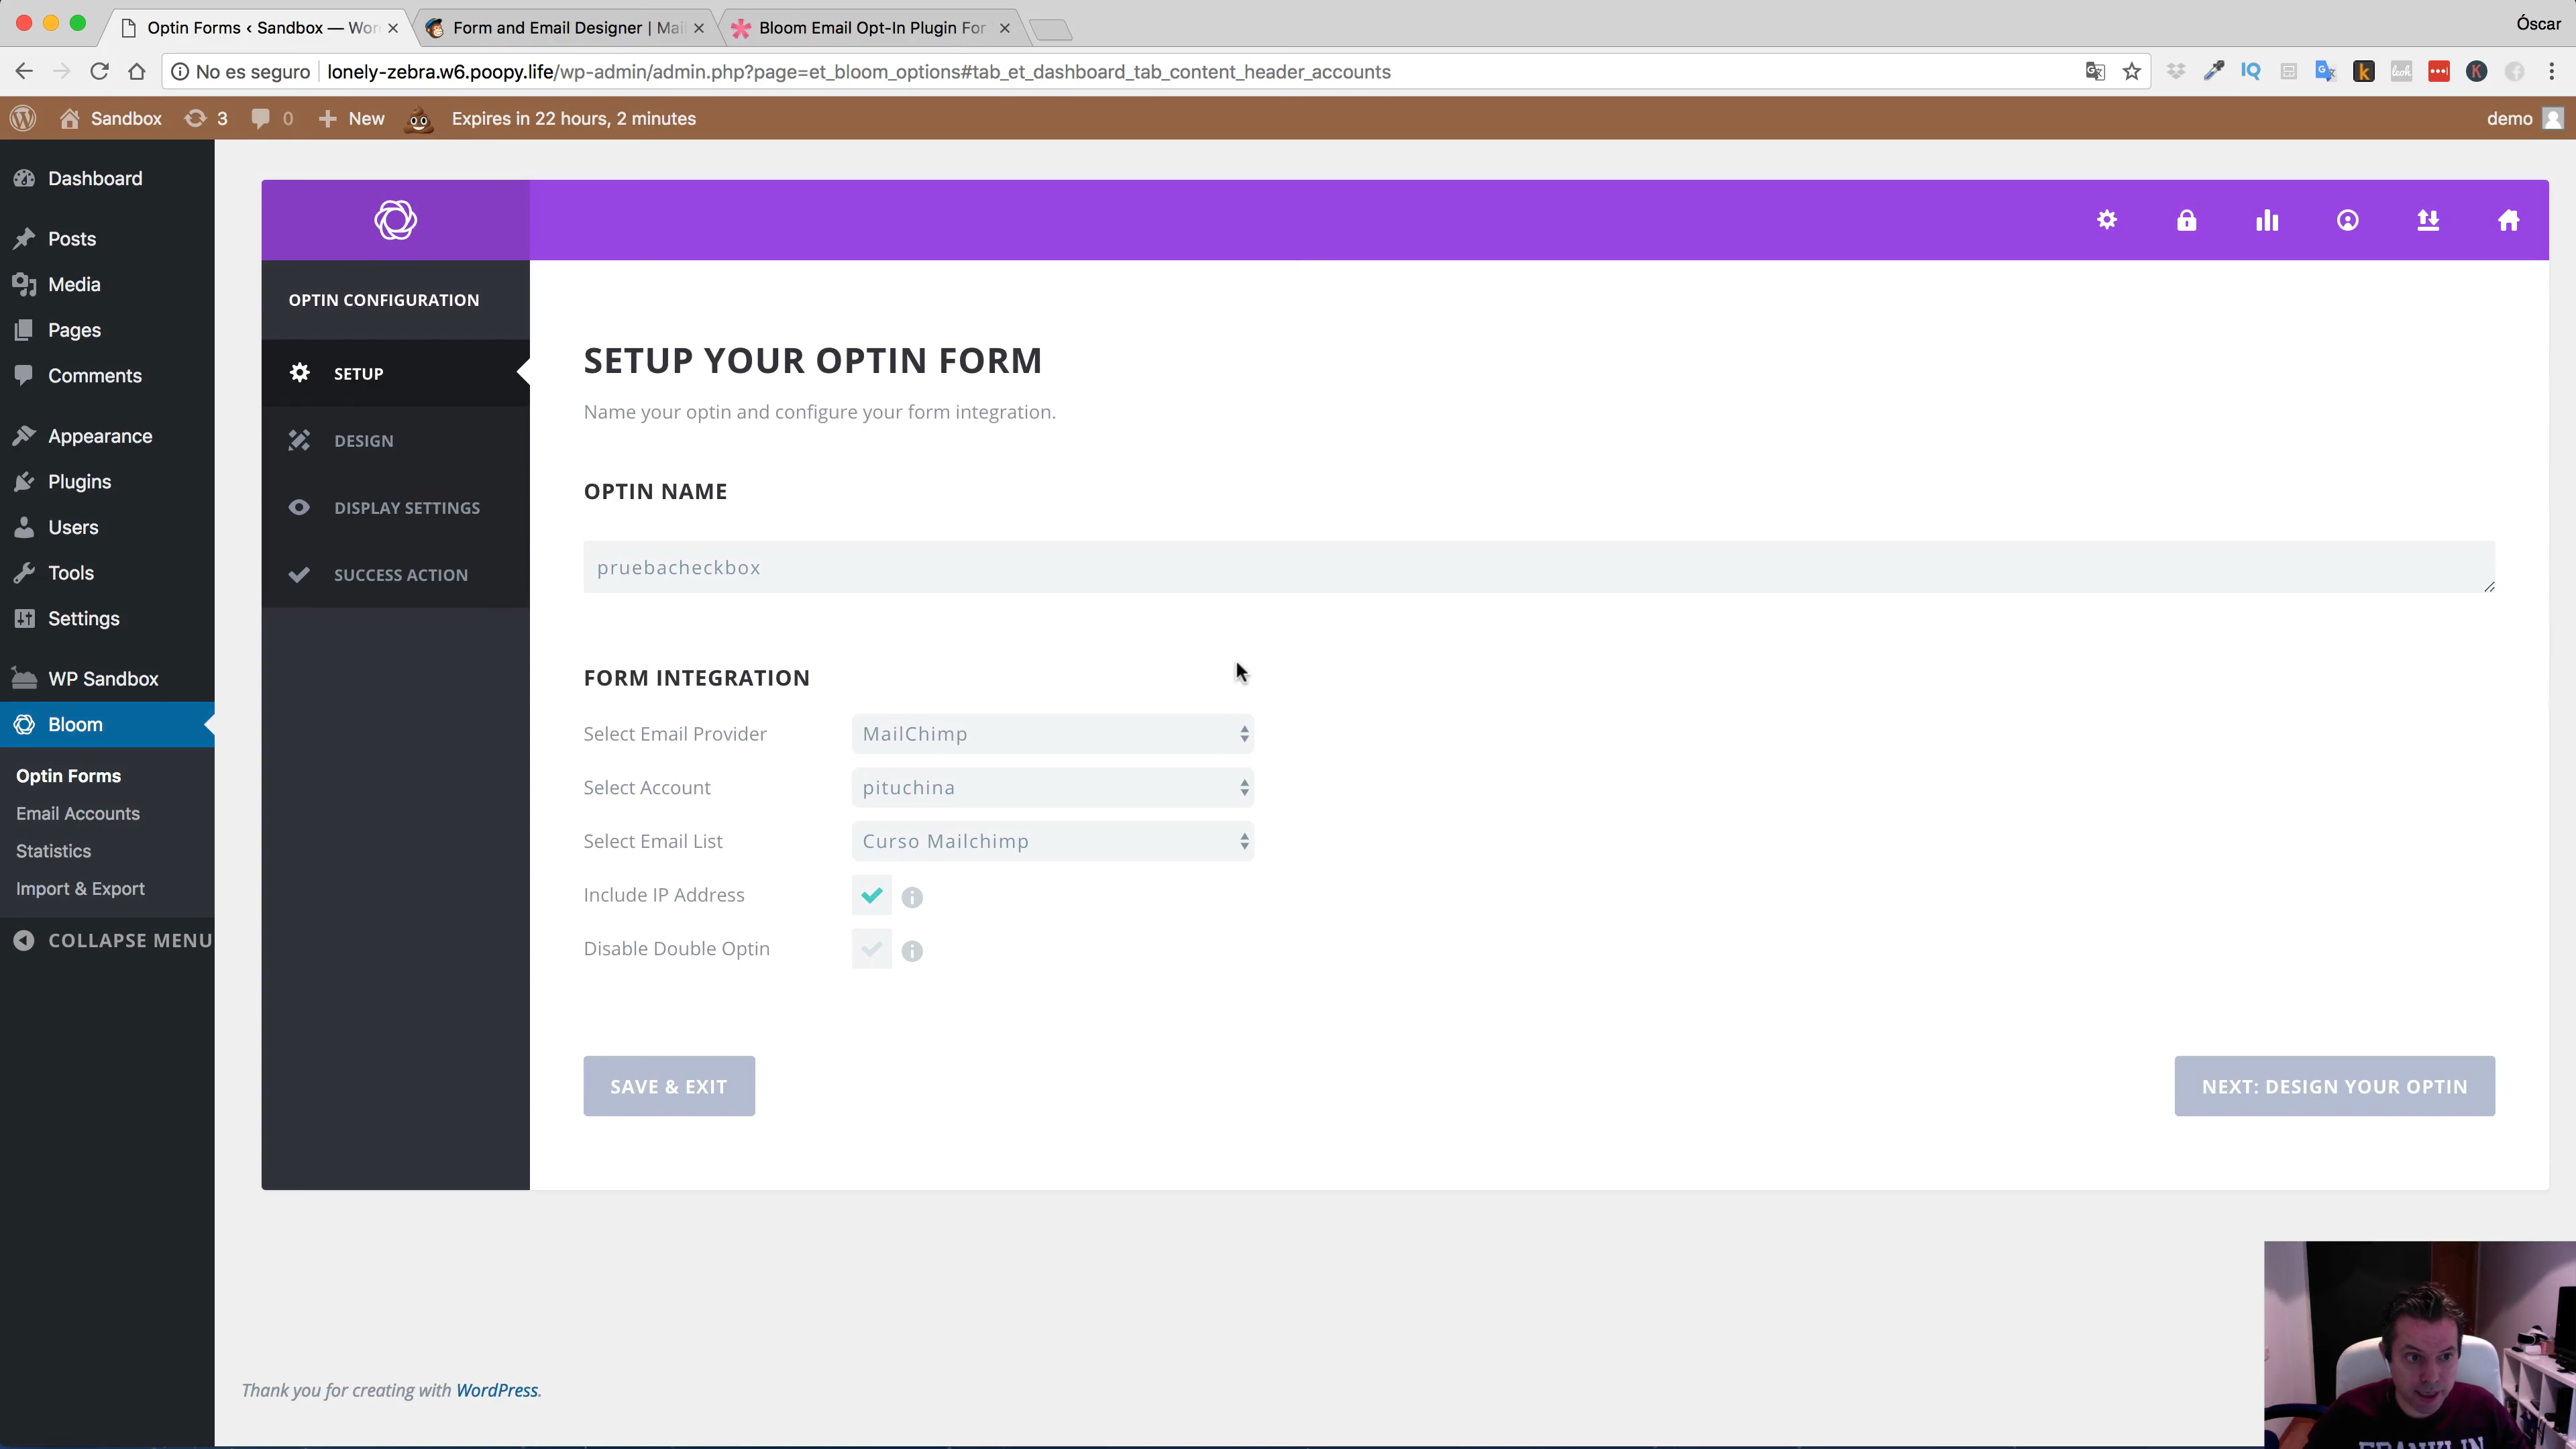 Optin Forms ‹ Sandbox — Wor
Form and Email Designer | Mai
Bloom Email Opt-In Plugin For
Óscar
No es seguro
lonely-zebra.w6.poopy.life/wp-admin/admin.php?page=et_bloom_options#tab_et_dashboard_tab_content_header_accounts
Sandbox
3
0
New
Expires in 22 hours, 2 minutes
demo
Dashboard
Posts
Media
Pages
Comments
Appearance
Plugins
Users
Tools
Settings
WP Sandbox
Bloom
Optin Forms
Email Accounts
Statistics
Import & Export
COLLAPSE MENU
OPTIN CONFIGURATION
SETUP
DESIGN
DISPLAY SETTINGS
SUCCESS ACTION
SETUP YOUR OPTIN FORM
Name your optin and configure your form integration.
OPTIN NAME
pruebacheckbox
FORM INTEGRATION
Select Email Provider
MailChimp
Select Account
pituchina
Select Email List
Curso Mailchimp
Include IP Address
Disable Double Optin
SAVE & EXIT
NEXT: DESIGN YOUR OPTIN
Thank you for creating with WordPress.
FRANKLIN